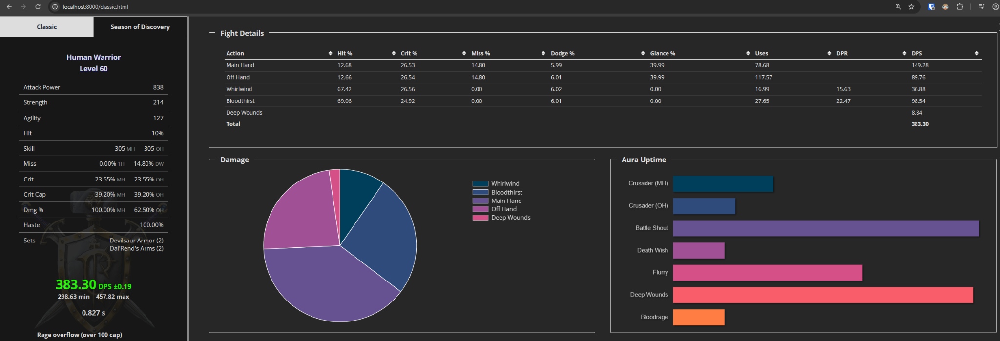 localhost:8000/classic.html
Classic Season of Discovery
Human Warrior
Level 60
Attack Power 838
Strength 214
Agility 127
Hit 10%
Skill 305 MH 305 OH
Miss 0.00% 1H 14.80% DW
Crit 23.55% MH 23.55% OH
Crit Cap 39.20% MH 39.20% OH
Dmg % 100.00% MH 62.50% OH
Haste 100.00%
Sets Devilsaur Armor (2)
Dal'Rend's Arms (2)
383.30 DPS ±0.19
298.63 min 457.82 max
0.827 s
Rage overflow (over 100 cap)
Fight Details
Action Hit % Crit % Miss % Dodge % Glance % Uses DPR DPS
Main Hand 12.68 26.53 14.80 5.99 39.99 78.68 149.28
Off Hand 12.66 26.54 14.80 6.01 39.99 117.57 89.76
Whirlwind 67.42 26.56 0.00 6.02 0.00 16.99 15.63 36.88
Bloodthirst 69.06 24.92 0.00 6.01 0.00 27.65 22.47 98.54
Deep Wounds 8.84
Total 383.30
Damage
Whirlwind
Bloodthirst
Main Hand
Off Hand
Deep Wounds
Aura Uptime
Crusader (MH)
Crusader (OH)
Battle Shout
Death Wish
Flurry
Deep Wounds
Bloodrage